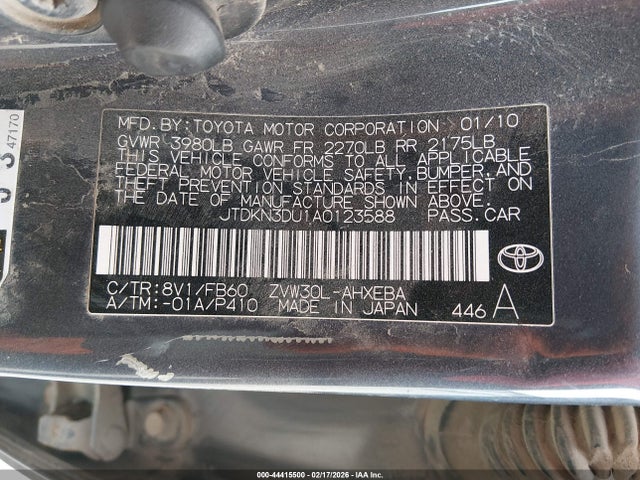 47170
MFD. BY: TOYOTA MOTOR CORPORATION 01/10
GVWR 3980LB GAWR FR 2270LB RR 2175LB
THIS VEHICLE CONFORMS TO ALL APPLICABLE
FEDERAL MOTOR VEHICLE SAFETY, BUMPER, AND
THEFT PREVENTION STANDARDS IN EFFECT ON
THE DATE OF MANUFACTURE SHOWN ABOVE.
JTDKN3DU1A0123588 PASS. CAR
C/TR: 8V1/FB60 ZVW30L-AHXEBA
A/TM: -01A/P410 MADE IN JAPAN 446 A
000-44415500 - 02/17/2026 - IAA Inc.